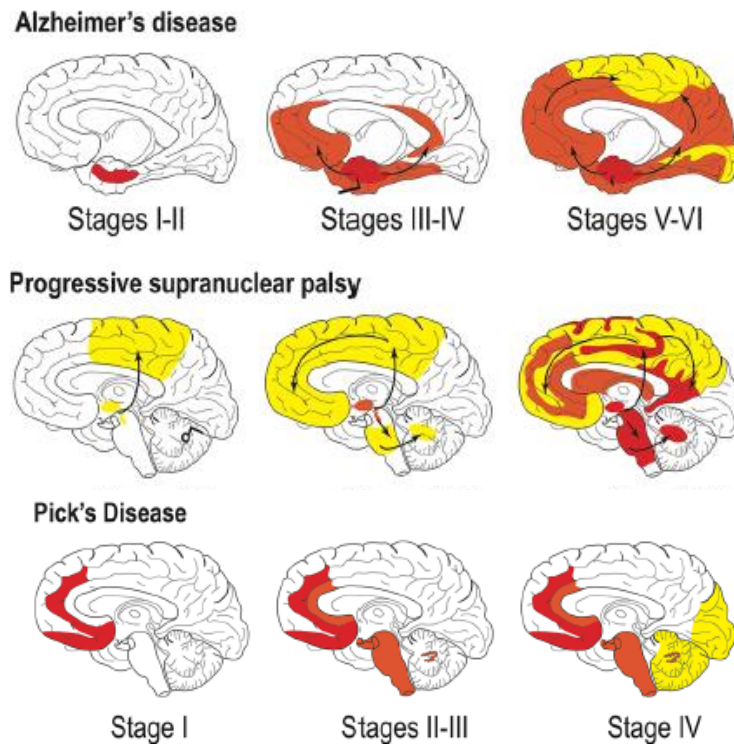 Alzheimer's disease
Stages I-II
Stages III-IV
Stages V-VI
Progressive supranuclear palsy
Pick's Disease
Stage I
Stages II-III
Stage IV